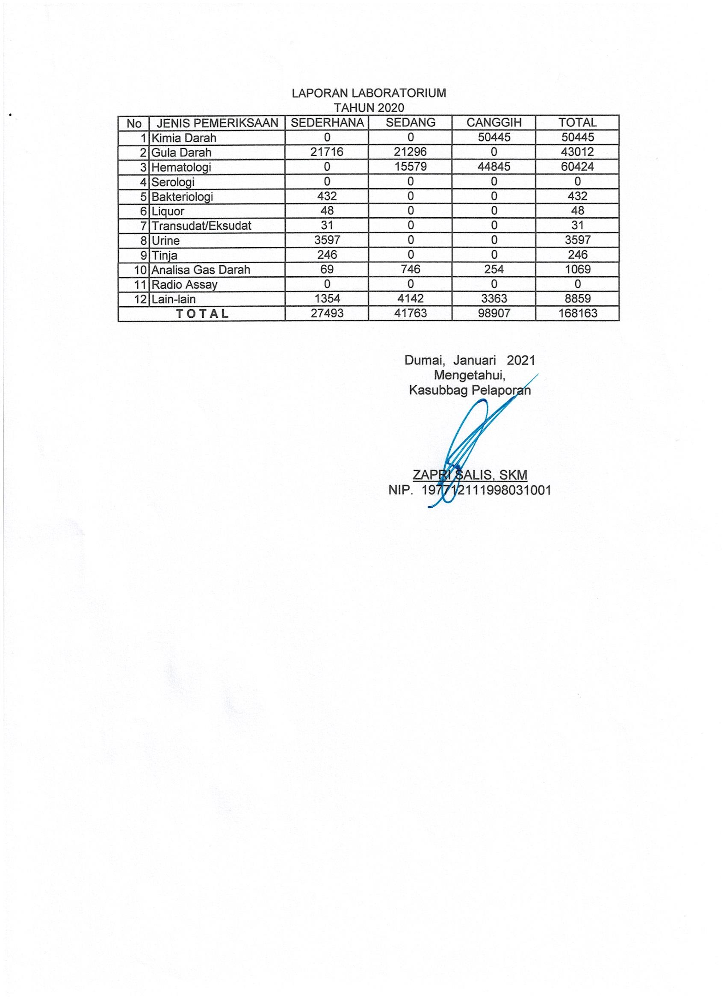 LAPORAN LABORATORIUM
TAHUN 2020
No JENIS PEMERIKSAAN SEDERHANA SEDANG CANGGIH TOTAL
1 Kimia Darah 0 0 50445 50445
2 Gula Darah 21716 21296 0 43012
3 Hematologi 0 15579 44845 60424
4 Serologi 0 0 0 0
5 Bakteriologi 432 0 0 432
6 Liquor 48 0 0 48
7 Transudat/Eksudat 31 0 0 31
8 Urine 3597 0 0 3597
9 Tinja 246 0 0 246
10 Analisa Gas Darah 69 746 254 1069
11 Radio Assay 0 0 0 0
12 Lain-lain 1354 4142 3363 8859
T O T A L 27493 41763 98907 168163
Dumai, Januari 2021
Mengetahui,
Kasubbag Pelaporan
ZAPRI SALIS, SKM
NIP. 197712111998031001